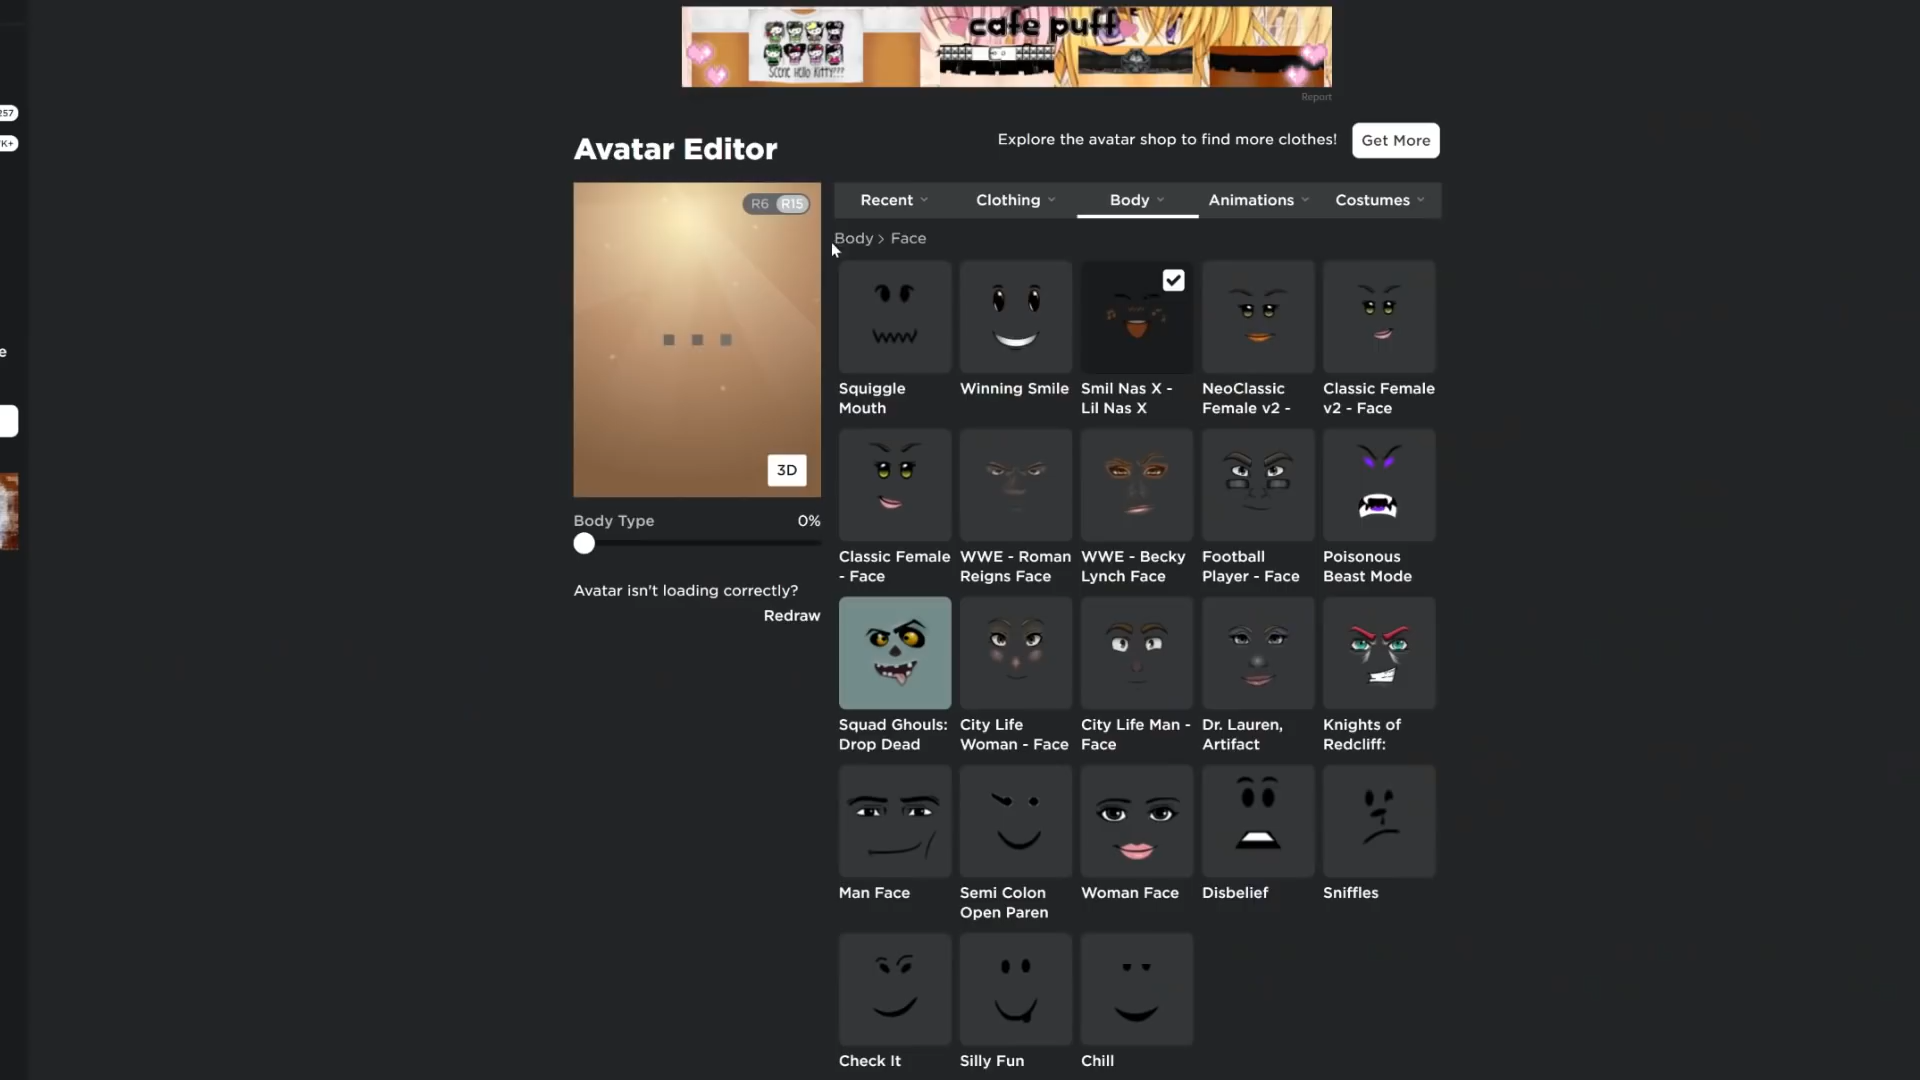 cafe puff
SCENE HELLO KITTY???
Report
257
K+
e
Avatar Editor
Explore the avatar shop to find more clothes!
Get More
R6 R15
3D
Body Type 0%
Avatar isn't loading correctly?
Redraw
Recent
Clothing
Body
Animations
Costumes
Body > Face
Squiggle
Mouth
Winning Smile
Smil Nas X -
Lil Nas X
NeoClassic
Female v2 -
Classic Female
v2 - Face
Classic Female
- Face
WWE - Roman
Reigns Face
WWE - Becky
Lynch Face
Football
Player - Face
Poisonous
Beast Mode
Squad Ghouls:
Drop Dead
City Life
Woman - Face
City Life Man -
Face
Dr. Lauren,
Artifact
Knights of
Redcliff:
Man Face
Semi Colon
Open Paren
Woman Face
Disbelief
Sniffles
Check It
Silly Fun
Chill